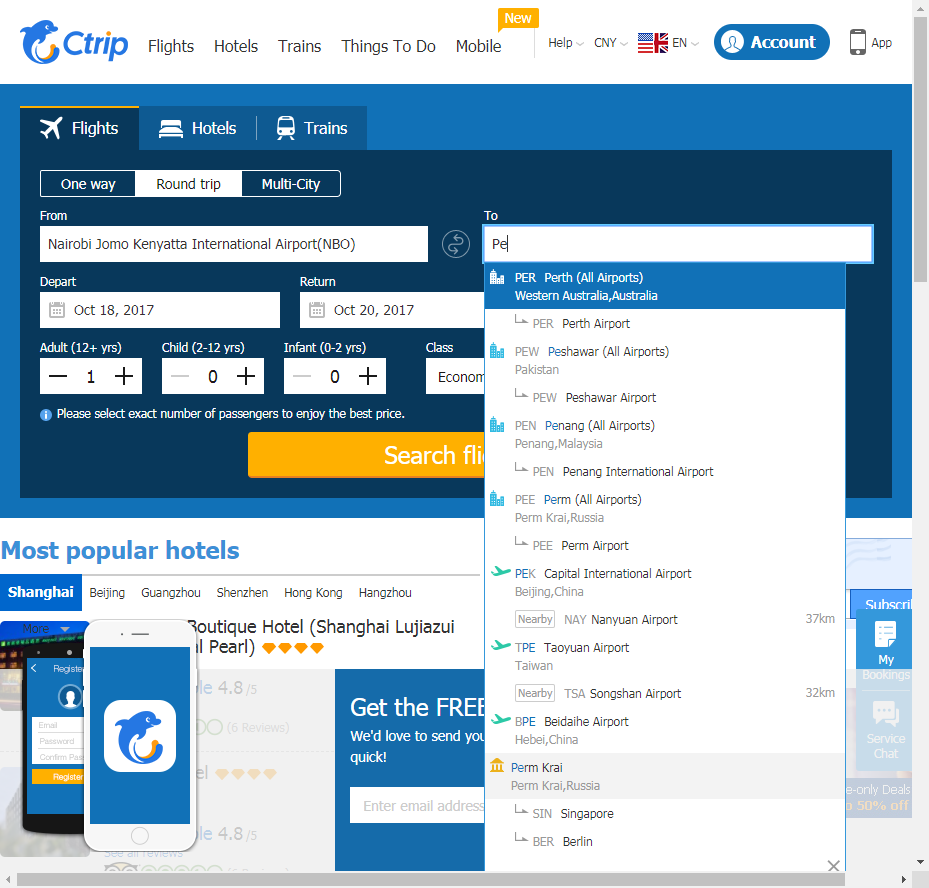 New
Ctrip Flights Hotels Trains Things To Do Mobile Help CNY EN Account App
Flights Hotels Trains
One way Round trip Multi-City
From To
Nairobi Jomo Kenyatta International Airport(NBO) Pe
Depart Return
Oct 18, 2017 Oct 20, 2017
Adult (12+ yrs) Child (2-12 yrs) Infant (0-2 yrs) Class
1 0 0 Econom
Please select exact number of passengers to enjoy the best price.
Search fli
PER Perth (All Airports)
Western Australia,Australia
PER Perth Airport
PEW Peshawar (All Airports)
Pakistan
PEW Peshawar Airport
PEN Penang (All Airports)
Penang,Malaysia
PEN Penang International Airport
PEE Perm (All Airports)
Perm Krai,Russia
PEE Perm Airport
PEK Capital International Airport
Beijing,China
Nearby NAY Nanyuan Airport 37km
TPE Taoyuan Airport
Taiwan
Nearby TSA Songshan Airport 32km
BPE Beidaihe Airport
Hebei,China
Perm Krai
Perm Krai,Russia
SIN Singapore
BER Berlin
Most popular hotels
Shanghai Beijing Guangzhou Shenzhen Hong Kong Hangzhou
More
Boutique Hotel (Shanghai Lujiazui
al Pearl)
4.8/5
(6 Reviews)
4.8/5
See all reviews
Register
Email
Password
Confirm Pas
Register
Get the FREE
We'd love to send you
quick!
Enter email address
Subscri
My
Bookings
Service
Chat
e-only Deals
50% off